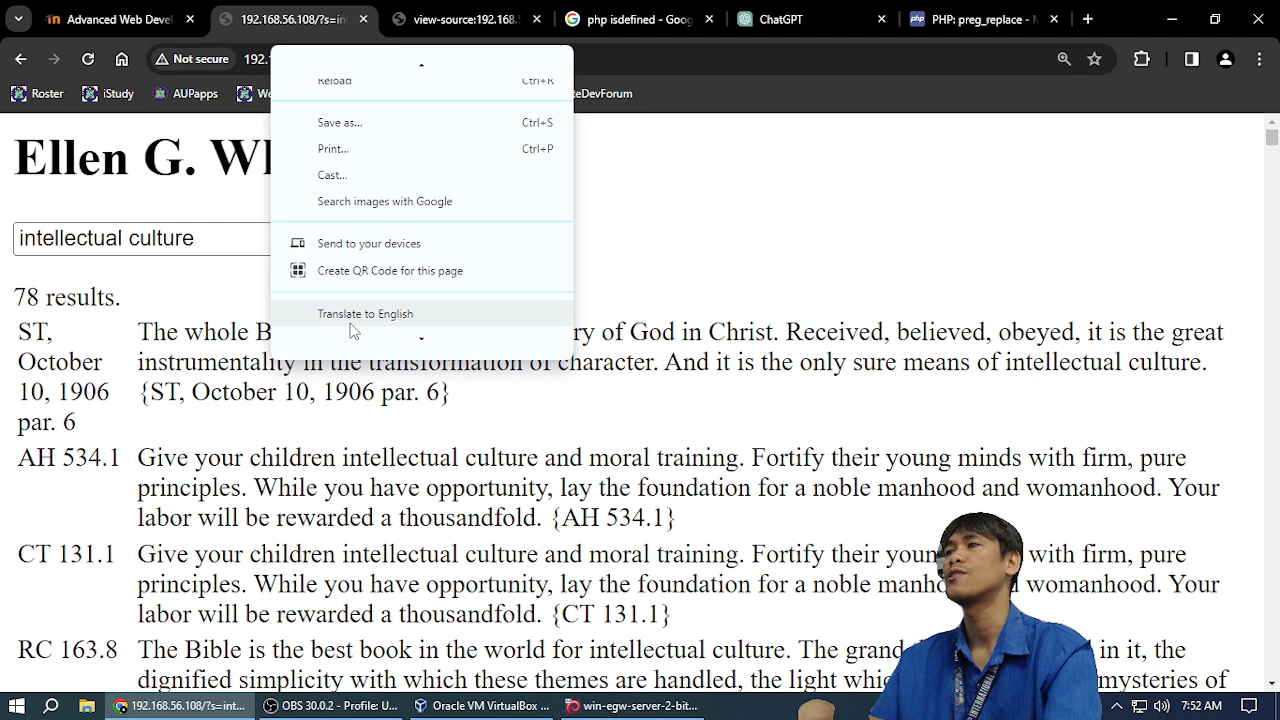 Advanced Web Devel
192.168.56.108/?s=int
view-source:192.168.5
php isdefined - Goog
ChatGPT
PHP: preg_replace - M
Not secure
192.1
Roster
iStudy
AUPapps
We
teDevForum
Reload Ctrl+R
Save as... Ctrl+S
Print... Ctrl+P
Cast...
Search images with Google
Send to your devices
Create QR Code for this page
Translate to English
Ellen G. Wh
intellectual culture
78 results.
ST,
October
10, 1906
par. 6
The whole B
ry of God in Christ. Received, believed, obeyed, it is the great
instrumentality in the transformation of character. And it is the only sure means of intellectual culture.
{ST, October 10, 1906 par. 6}
AH 534.1
Give your children intellectual culture and moral training. Fortify their young minds with firm, pure
principles. While you have opportunity, lay the foundation for a noble manhood and womanhood. Your
labor will be rewarded a thousandfold. {AH 534.1}
CT 131.1
Give your children intellectual culture and moral training. Fortify their youn with firm, pure
principles. While you have opportunity, lay the foundation for a noble manho womanhood. Your
labor will be rewarded a thousandfold. {CT 131.1}
RC 163.8
The Bible is the best book in the world for intellectual culture. The grand in it, the
dignified simplicity with which these themes are handled, the light whic mysteries of
INTERNATIONAL
192.168.56.108/?s=int...
OBS 30.0.2 - Profile: U...
Oracle VM VirtualBox ...
win-egw-server-2-bit...
7:52 AM